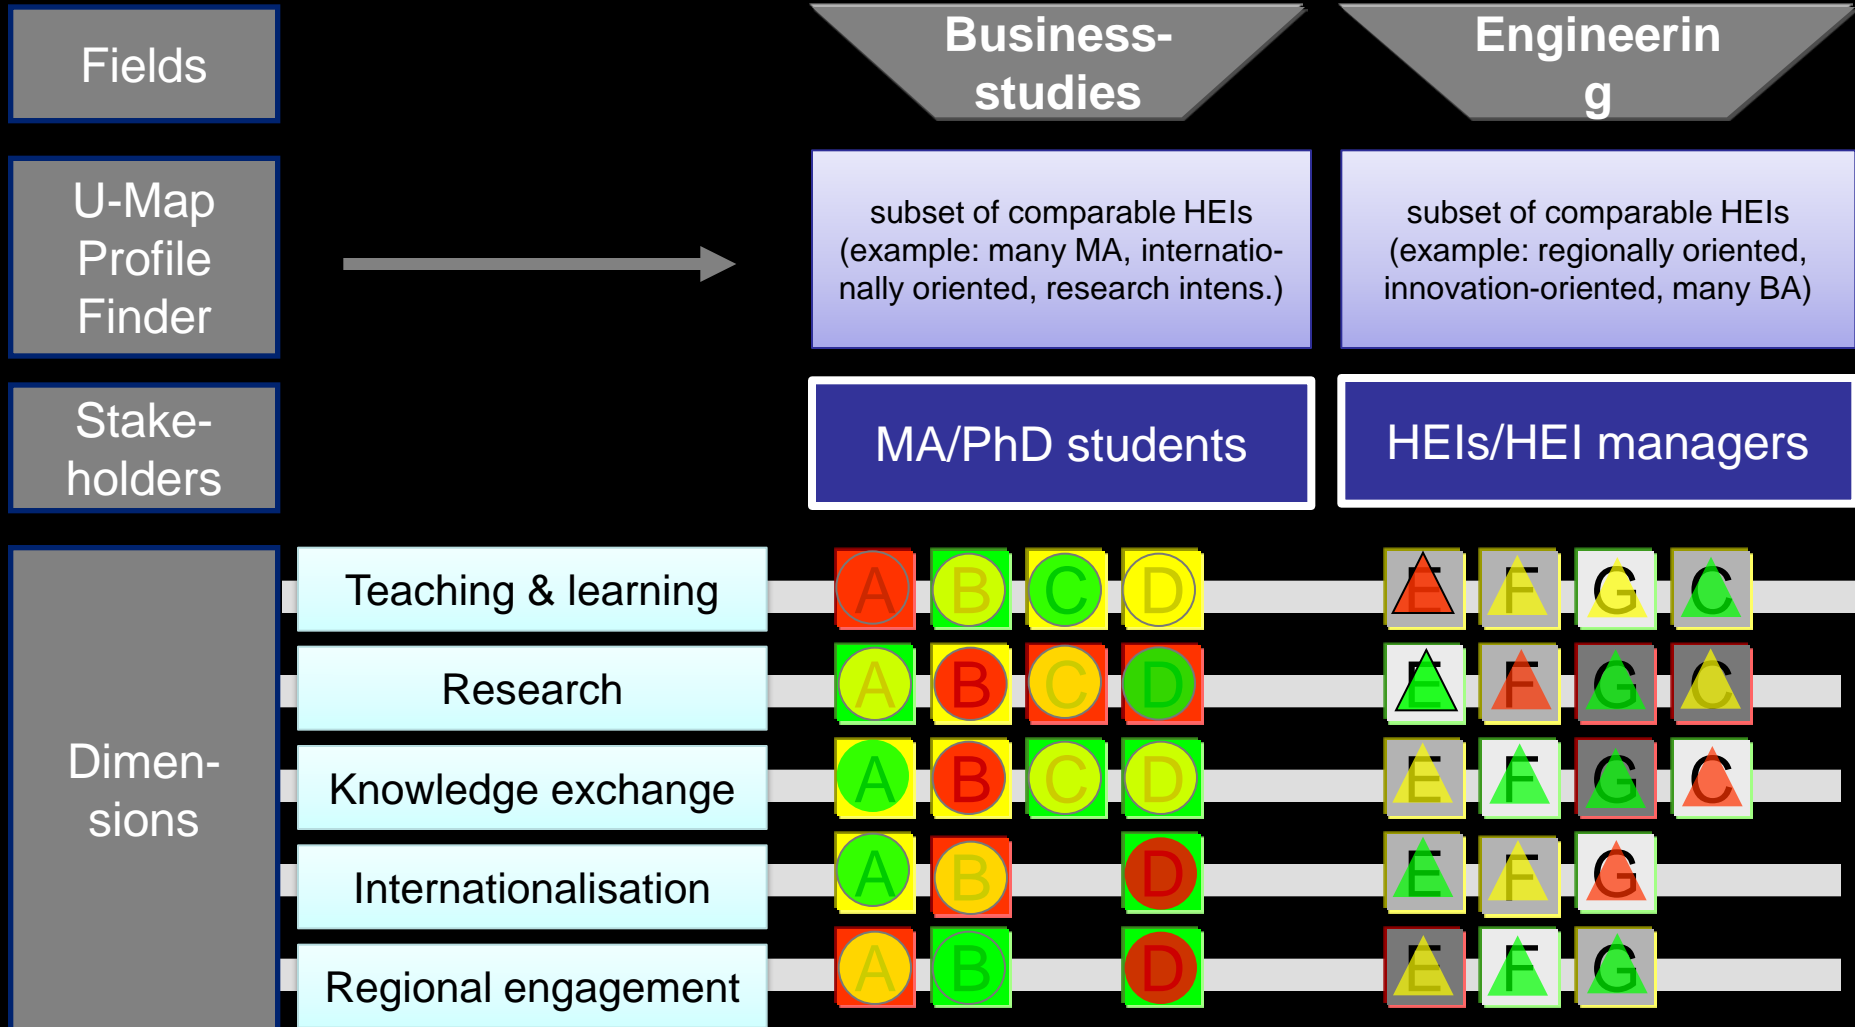 Fields
Business-
studies
Engineerin
g
U-Map
Profile
Finder
subset of comparable HEIs
(example: many MA, internatio-
nally oriented, research intens.)
subset of comparable HEIs
(example: regionally oriented,
innovation-oriented, many BA)
Stake-
holders
MA/PhD students
HEIs/HEI managers
Dimen-
sions
Teaching & learning
A B C D
E F G C
Research
A B C D
E F G C
Knowledge exchange
A B C D
E F G C
Internationalisation
A B D
E F G
Regional engagement
A B D
E F G